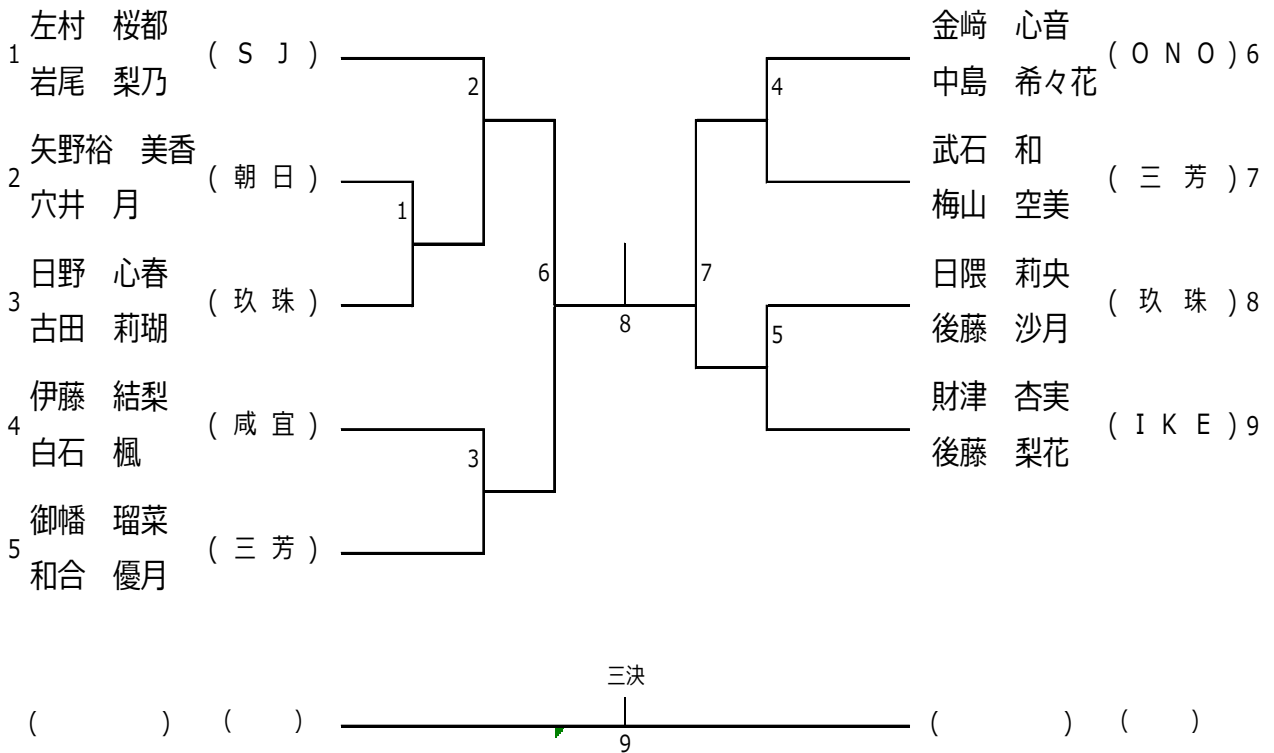 左村 桜都
1 ( S J )
岩尾 梨乃
2
矢野裕 美香
2 ( 朝 日 )
穴井 月
1
日野 心春
3 ( 玖 珠 )
古田 莉瑚
6
伊藤 結梨
4 ( 咸 宜 )
白石 楓
3
御幡 瑠菜
5 ( 三 芳 )
和合 優月
8
金﨑 心音
( O N O ) 6
中島 希々花
4
武石 和
( 三 芳 ) 7
梅山 空美
7
日隈 莉央
( 玖 珠 ) 8
後藤 沙月
5
財津 杏実
( I K E ) 9
後藤 梨花
三決
( ) ( ) ( ) ( )
9